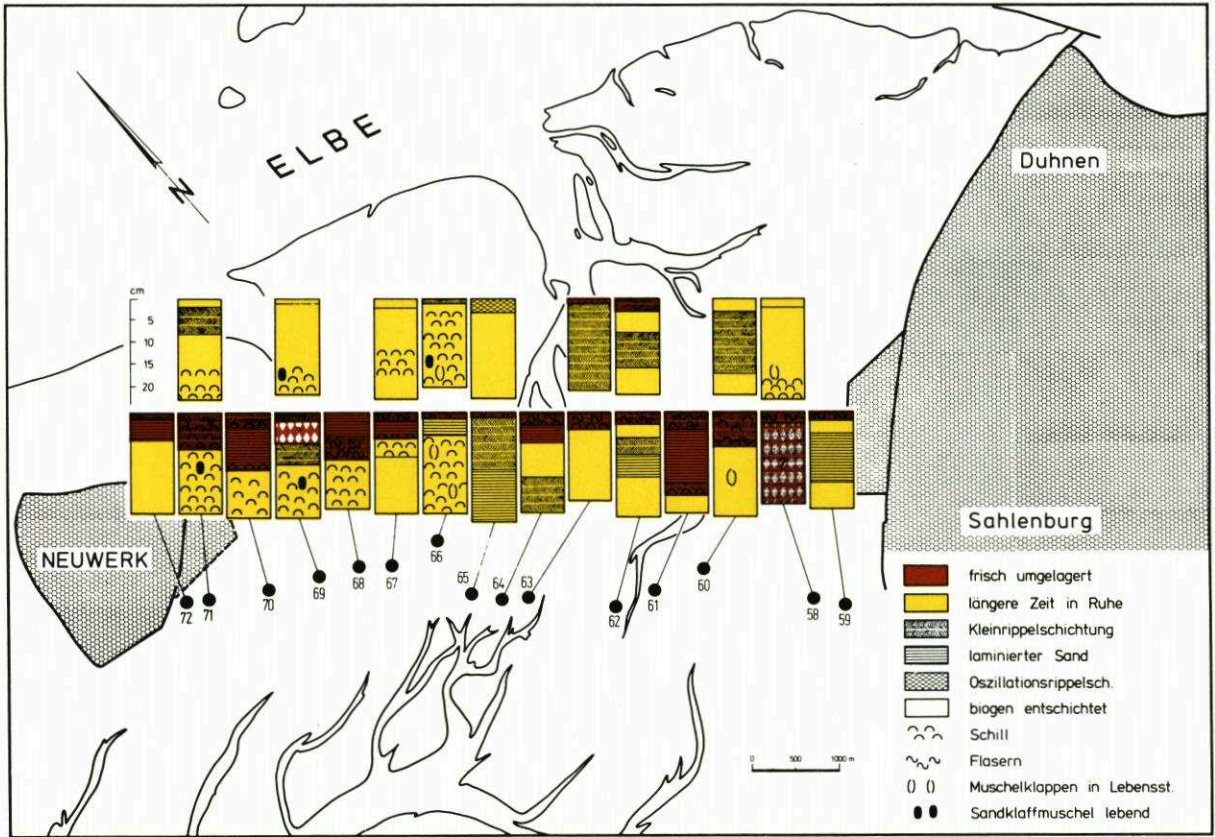 ELBE
N
Duhnen
cm
5
10
15
20
NEUWERK
Sahlenburg
72
71
70
69
68
67
66
65
64
63
62
61
60
58
59
frisch umgelagert
längere Zeit in Ruhe
Kleinrippelschichtung
laminierter Sand
Oszillationsrippelsch.
biogen entschichtet
Schill
Flasern
Muschelklappen in Lebensst.
Sandklaffmuschel lebend
0 500 1000 m